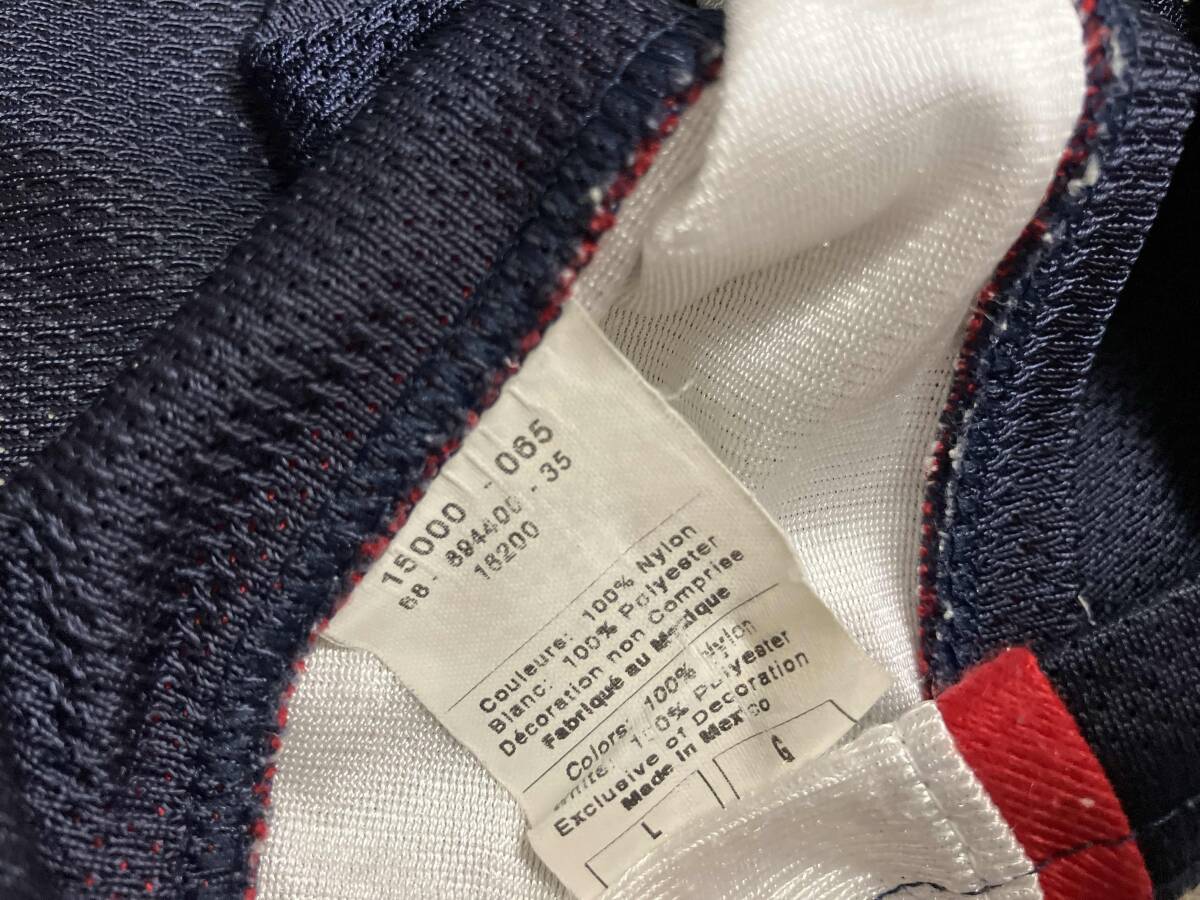 15000 - 065
68 - 894400 - 35
18200
Couleurs: 100% Nylon
Blanc: 100% Polyester
Décoration non Comprise
Fabriqué au Mexique
Colors: 100% Nylon
White: 100% Polyester
Exclusive of Decoration
Made in Mexico
L G